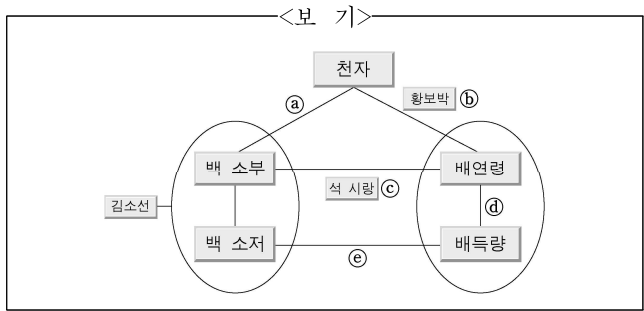 <보 기>
천자
ⓐ
황보박 ⓑ
백 소부
배연령
석 시랑 ⓒ
김소선
ⓓ
백 소저
배득량
ⓔ